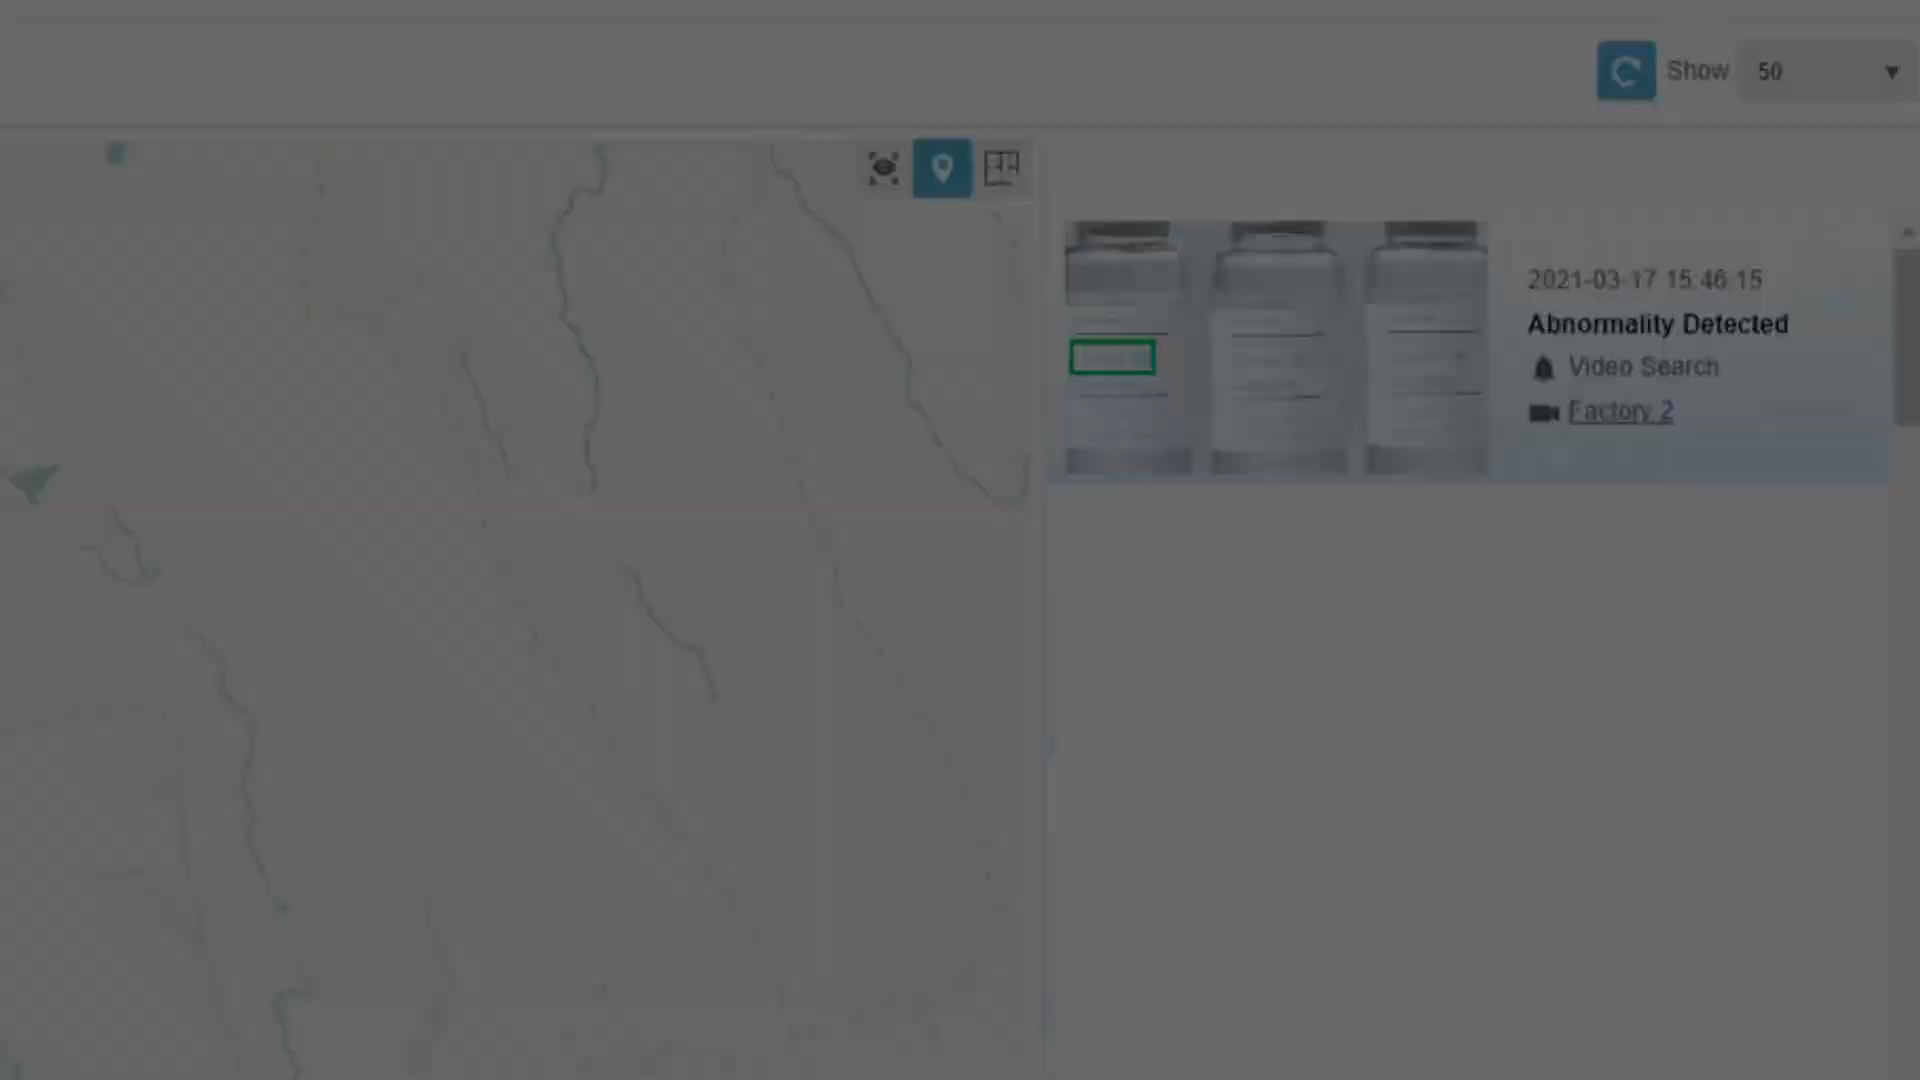 Show 50
2021-03-17 15:46:15
Abnormality Detected
Video Search
Factory 2